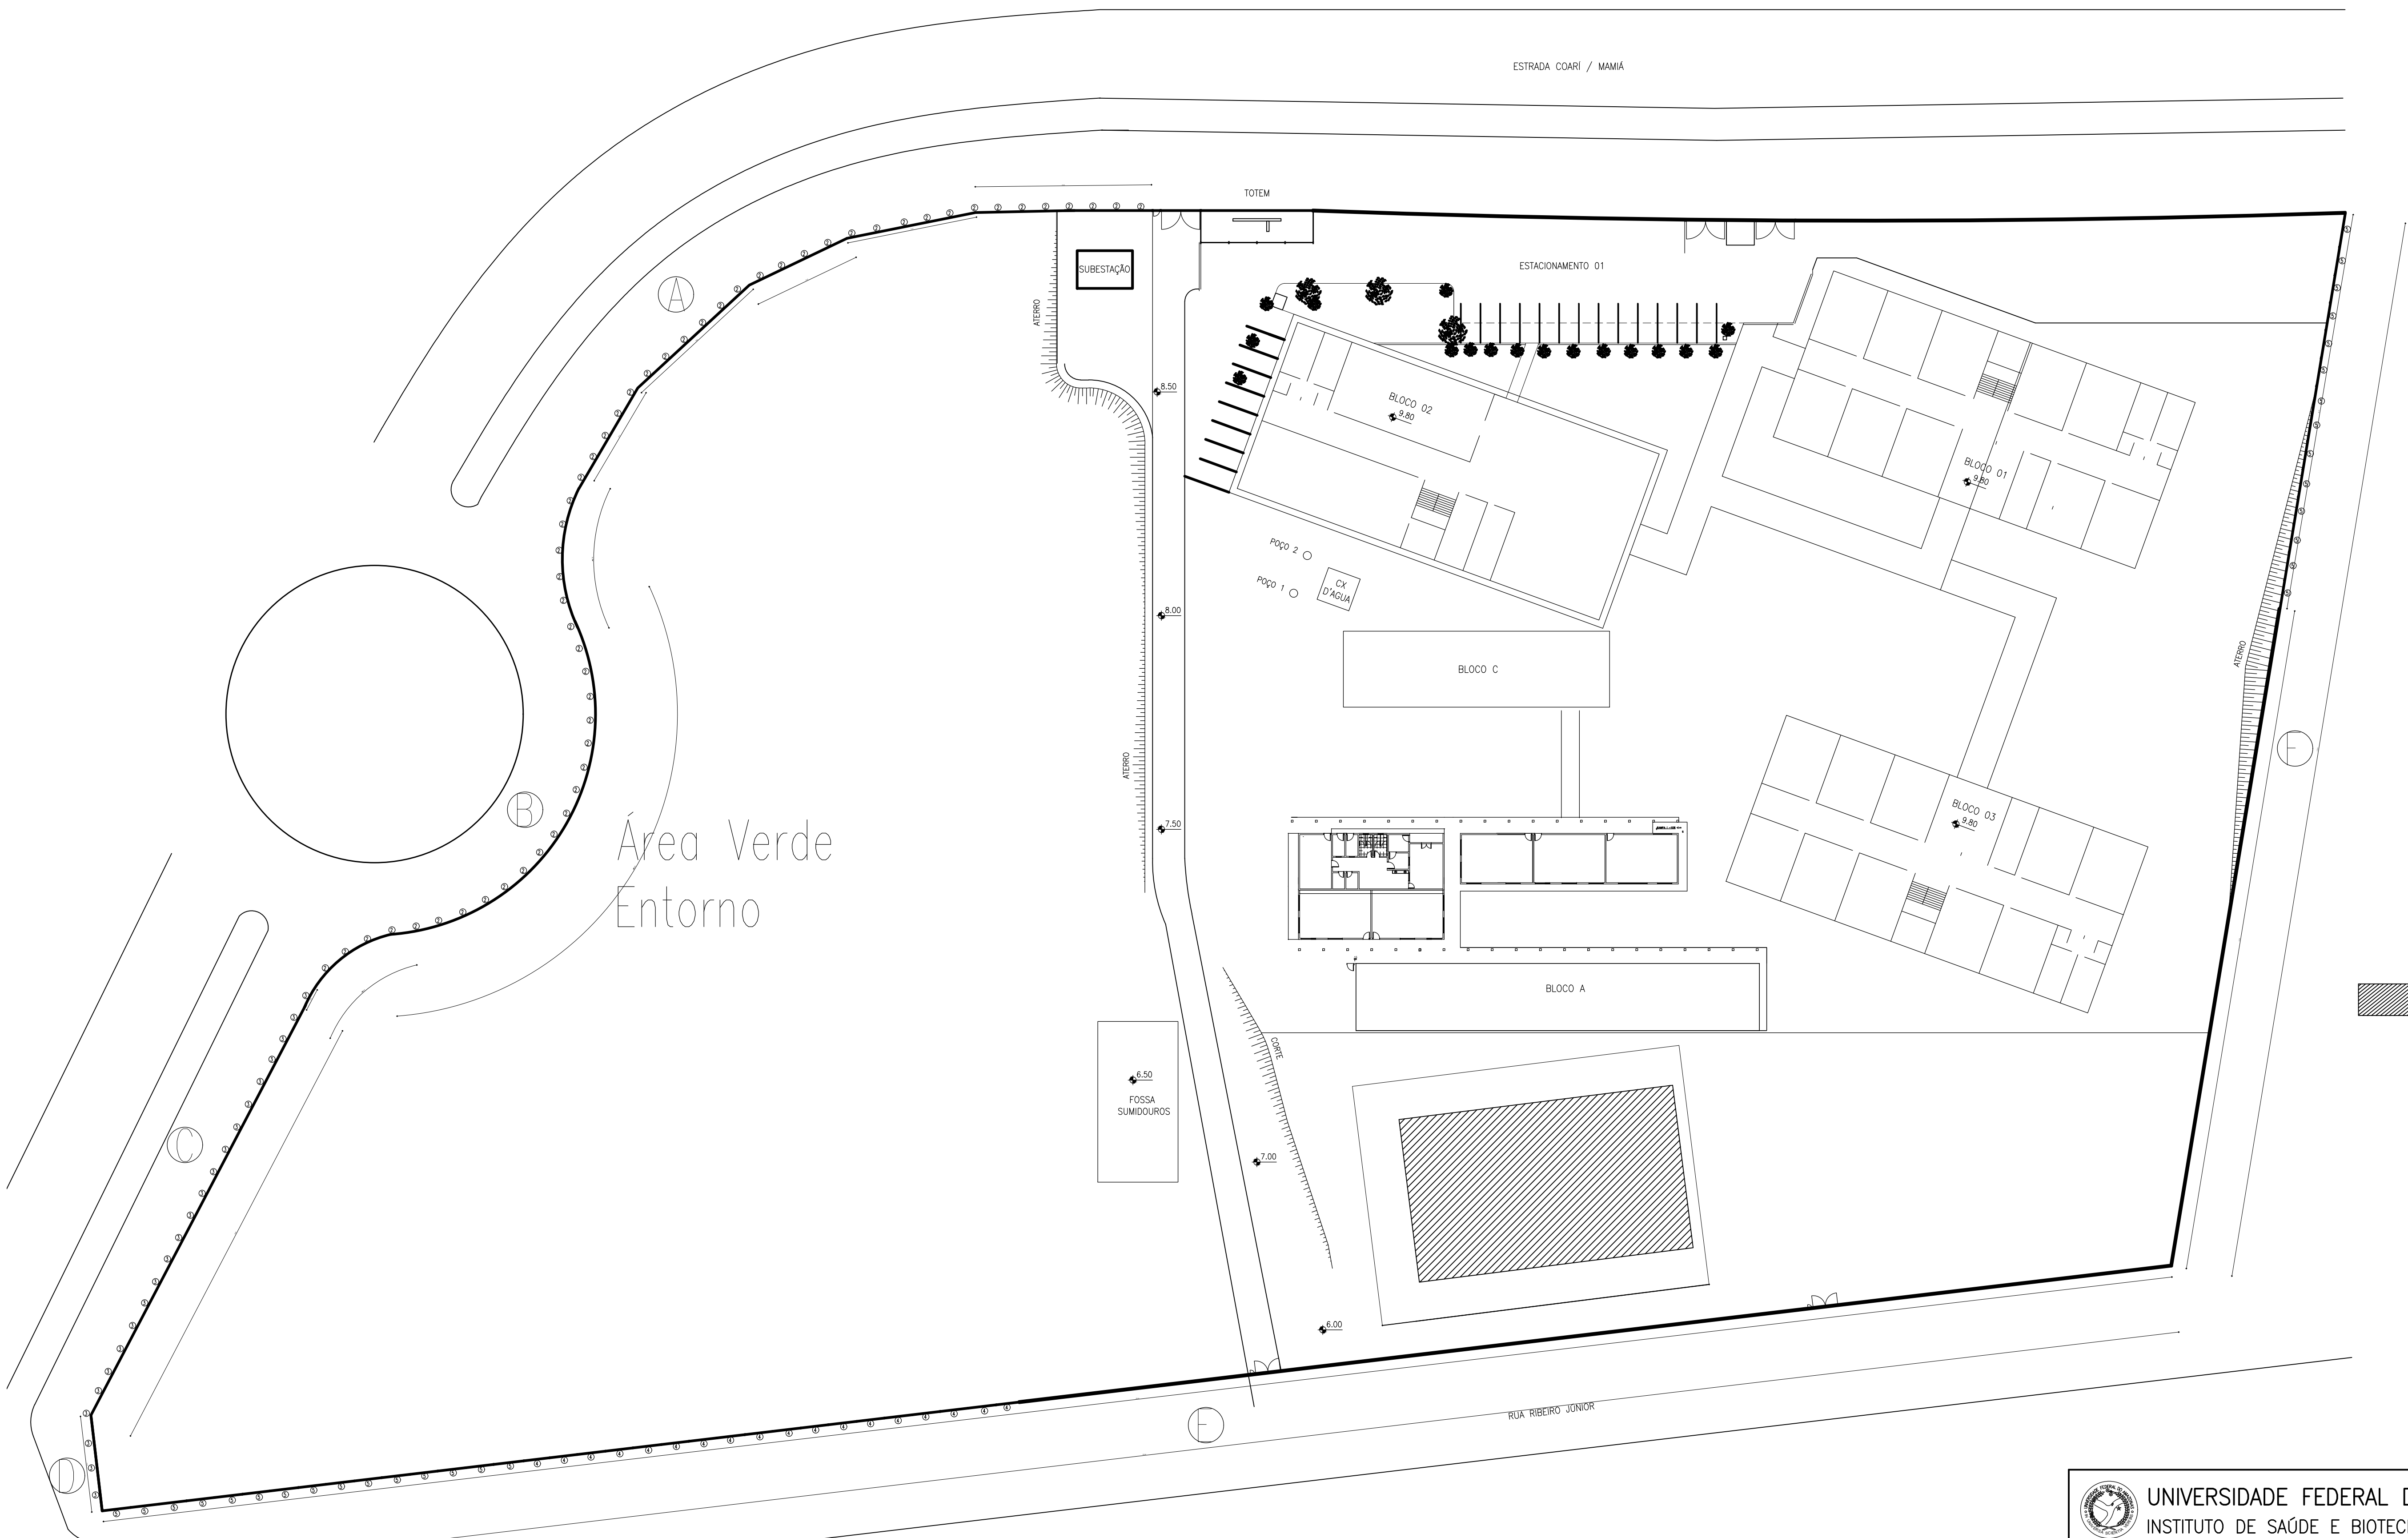 ESTRADA COARÍ / MAMIÁ
TOTEM
SUBESTAÇÃO
ESTACIONAMENTO 01
A
ATERRO
8.50
BLOCO 02
9.80
BLOCO 01
9.80
POÇO 2
POÇO 1
CX
D'AGUA
8.00
BLOCO C
ATERRO
ATERRO
F
7.50
B
Área Verde
Entorno
BLOCO 03
9.80
BLOCO A
CORTE
6.50
FOSSA
SUMIDOUROS
C
7.00
6.00
RUA RIBEIRO JÚNIOR
E
D
UNIVERSIDADE FEDERAL D
INSTITUTO DE SAÚDE E BIOTEC